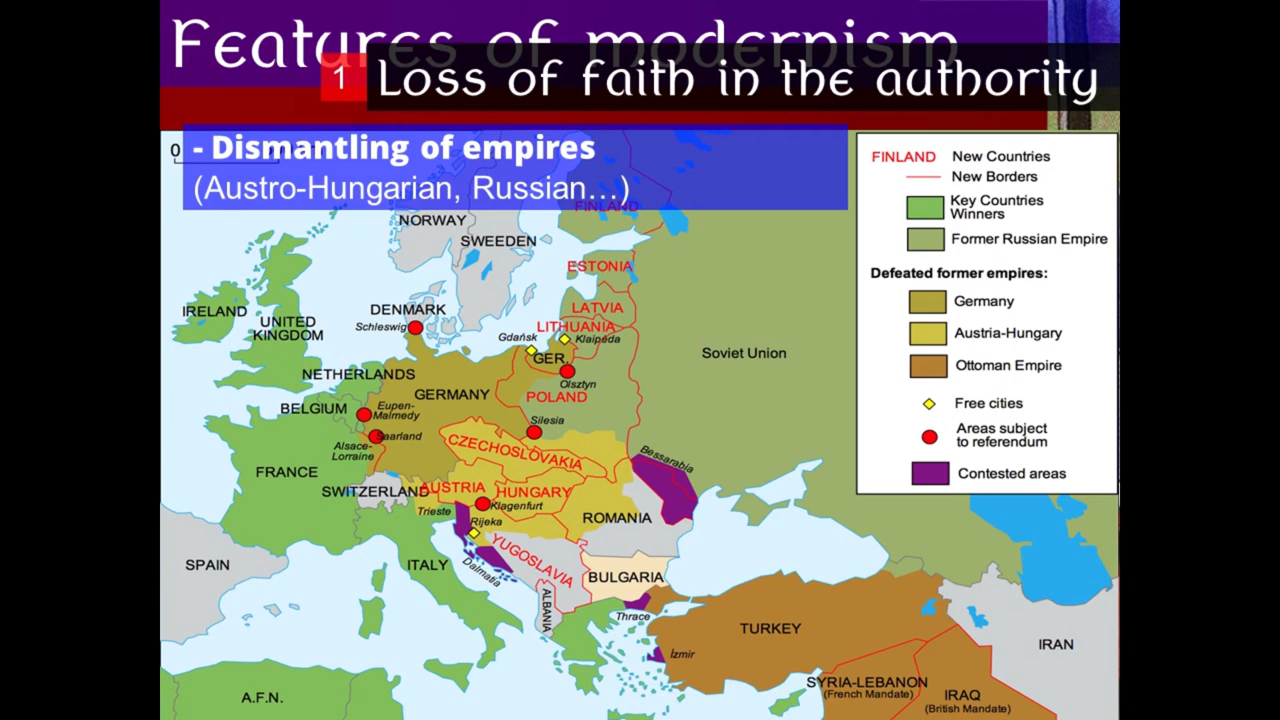 Features of modernism
1 Loss of faith in the authority
0
- Dismantling of empires
(Austro-Hungarian, Russian...)
FINLAND New Countries
New Borders
Key Countries
Winners
Former Russian Empire
Defeated former empires:
Germany
Austria-Hungary
Ottoman Empire
Free cities
Areas subject
to referendum
Contested areas
FINLAND
NORWAY
SWEEDEN
ESTONIA
LATVIA
LITHUANIA
Klaipėda
IRELAND
UNITED
KINGDOM
DENMARK
Schleswig
Gdańsk
GER.
Olsztyn
Soviet Union
NETHERLANDS
GERMANY
POLAND
BELGIUM
Eupen-
Malmedy
Silesia
Saarland
Alsace-
Lorraine
CZECHOSLOVAKIA
Bessarabia
FRANCE
SWITZERLAND
AUSTRIA
HUNGARY
Klagenfurt
Trieste
Rijeka
ROMANIA
YUGOSLAVIA
SPAIN
ITALY
Dalmatia
BULGARIA
ALBANIA
Thrace
TURKEY
İzmir
IRAN
A.F.N.
SYRIA-LEBANON
(French Mandate)
IRAQ
(British Mandate)